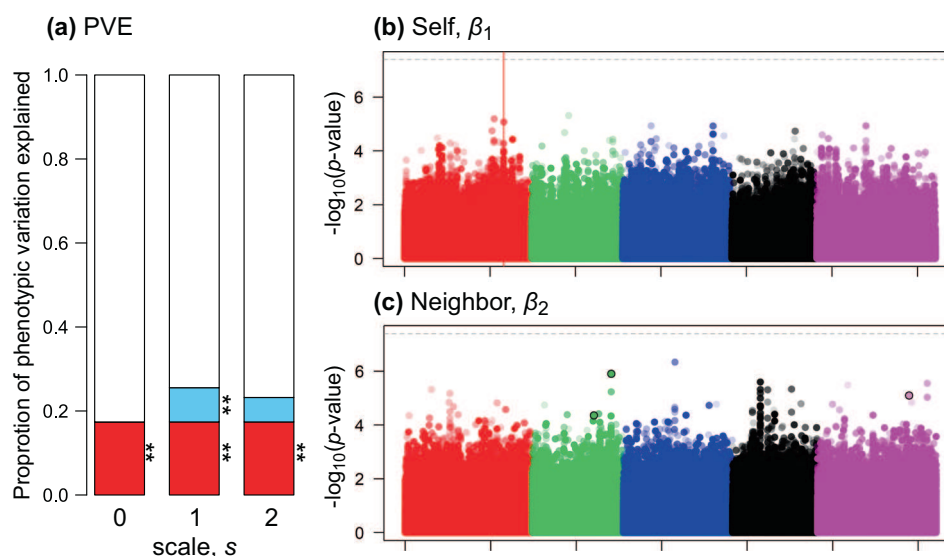 (a) PVE
Proprotion of phenotypic variation explained
1.0
0.8
0.6
0.4
0.2
0.0
**
**
**
**
0 1 2
scale, s
(b) Self, β1
-log10(p-value)
6
4
2
0
(c) Neighbor, β2
-log10(p-value)
6
4
2
0